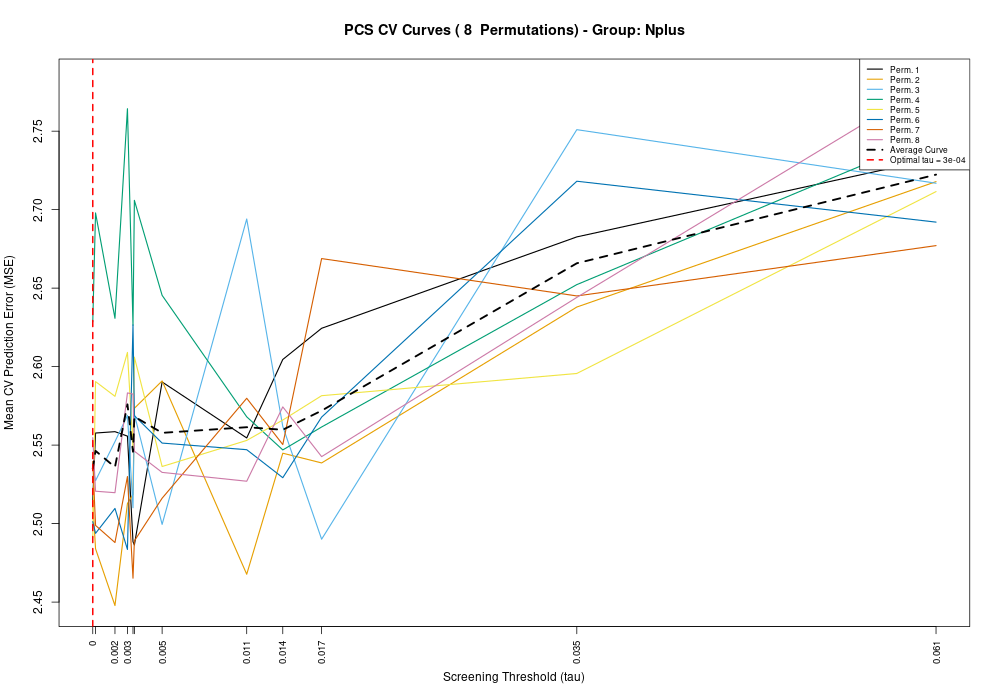 PCS CV Curves ( 8  Permutations) - Group: Nplus
Perm. 1
Perm. 2
Perm. 3
Perm. 4
Perm. 5
Perm. 6
Perm. 7
Perm. 8
Average Curve
Optimal tau = 3e-04
Mean CV Prediction Error (MSE)
2.75
2.70
2.65
2.60
2.55
2.50
2.45
0
0.002
0.003
0.005
0.011
0.014
0.017
0.035
0.061
Screening Threshold (tau)